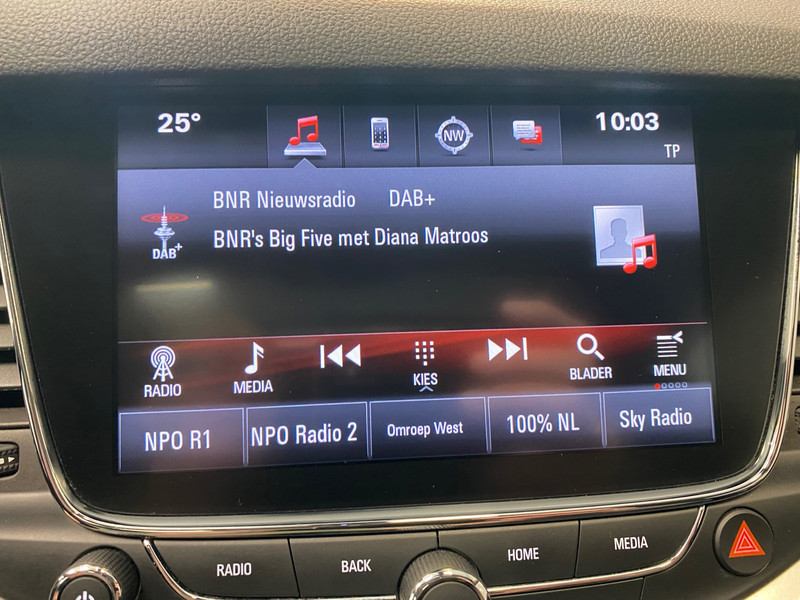 25°
NW
10:03
TP
BNR Nieuwsradio DAB+
BNR's Big Five met Diana Matroos
DAB+
RADIO
MEDIA
KIES
BLADER
MENU
NPO R1
NPO Radio 2
Omroep West
100% NL
Sky Radio
RADIO
BACK
HOME
MEDIA